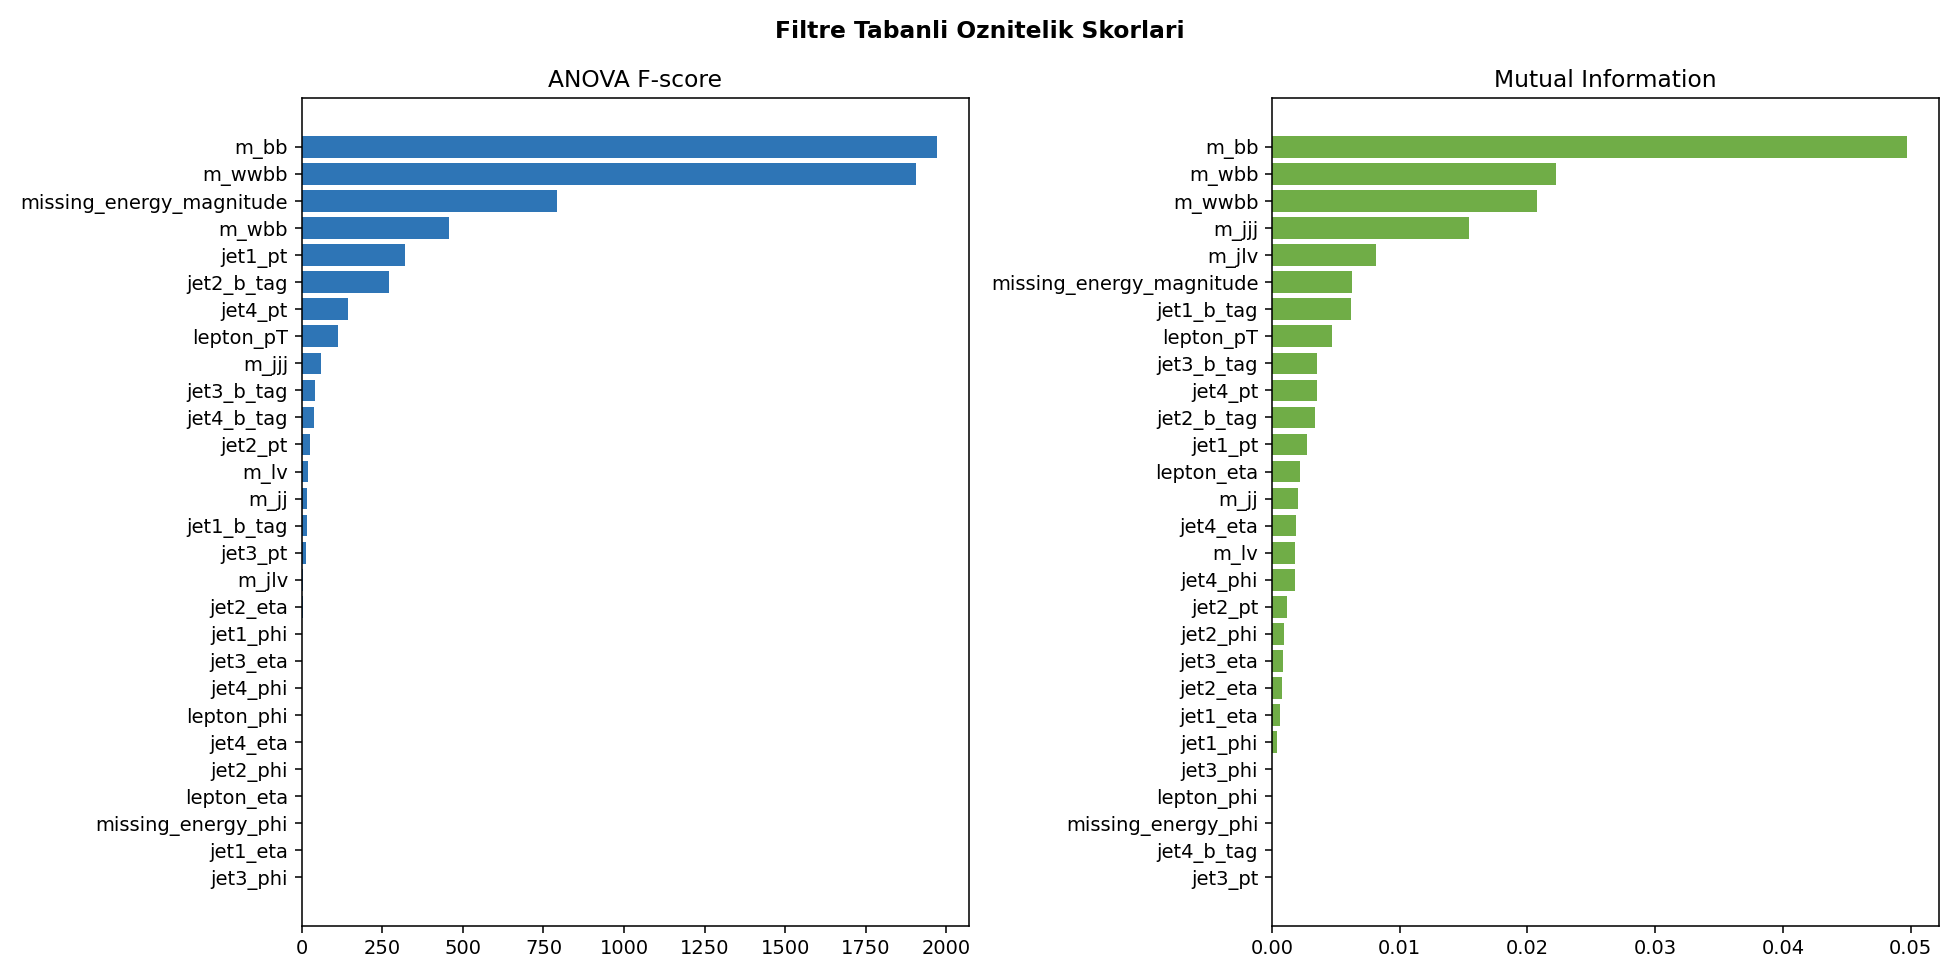 Filtre Tabanli Oznitelik Skorlari
ANOVA F-score
m_bb
m_wwbb
missing_energy_magnitude
m_wbb
jet1_pt
jet2_b_tag
jet4_pt
lepton_pT
m_jjj
jet3_b_tag
jet4_b_tag
jet2_pt
m_lv
m_jj
jet1_b_tag
jet3_pt
m_jlv
jet2_eta
jet1_phi
jet3_eta
jet4_phi
lepton_phi
jet4_eta
jet2_phi
lepton_eta
missing_energy_phi
jet1_eta
jet3_phi
0 250 500 750 1000 1250 1500 1750 2000
Mutual Information
m_bb
m_wbb
m_wwbb
m_jjj
m_jlv
missing_energy_magnitude
jet1_b_tag
lepton_pT
jet3_b_tag
jet4_pt
jet2_b_tag
jet1_pt
lepton_eta
m_jj
jet4_eta
m_lv
jet4_phi
jet2_pt
jet2_phi
jet3_eta
jet2_eta
jet1_eta
jet1_phi
jet3_phi
lepton_phi
missing_energy_phi
jet4_b_tag
jet3_pt
0.00 0.01 0.02 0.03 0.04 0.05